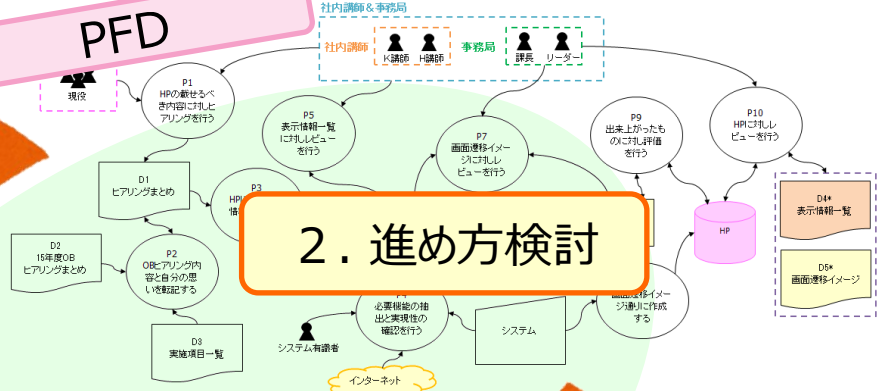 社内講師&事務局
PFD
社内講師
K講師
H講師
事務局
課長
リーダー
現役
P1
HPの載せるべ
き内容に対しヒ
アリングを行う
P5
表示情報一覧
に対しレビュー
を行う
P7
画面遷移イメー
ジに対しレ
ビューを行う
P9
出来上がったも
のに対し評価
を行う
P10
HPに対しレ
ビューを行う
D1
ヒアリングまとめ
P3
HP
情
2．進め方検討
HP
D4*
表示情報一覧
D5*
画面遷移イメージ
D2
15年度OB
ヒアリングまとめ
P2
OBヒアリング内
容と自分の思
いを転記する
D3
実施項目一覧
システム有識者
必要機能の抽
出と実現性の
確認を行う
インターネット
システム
画面遷移イメー
ジ通りに作成
する